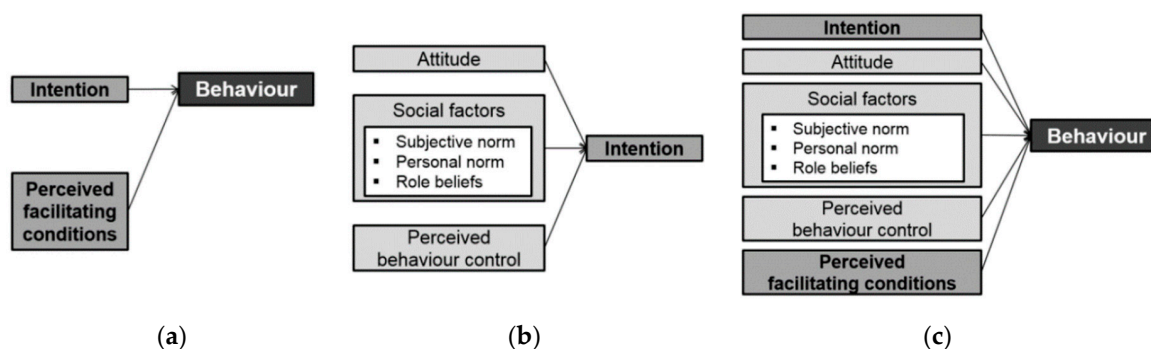 Intention
Behaviour
Perceived
facilitating
conditions
(a)
Attitude
Social factors
▪ Subjective norm
▪ Personal norm
▪ Role beliefs
Perceived
behaviour control
Intention
(b)
Intention
Attitude
Social factors
▪ Subjective norm
▪ Personal norm
▪ Role beliefs
Perceived
behaviour control
Perceived
facilitating conditions
Behaviour
(c)